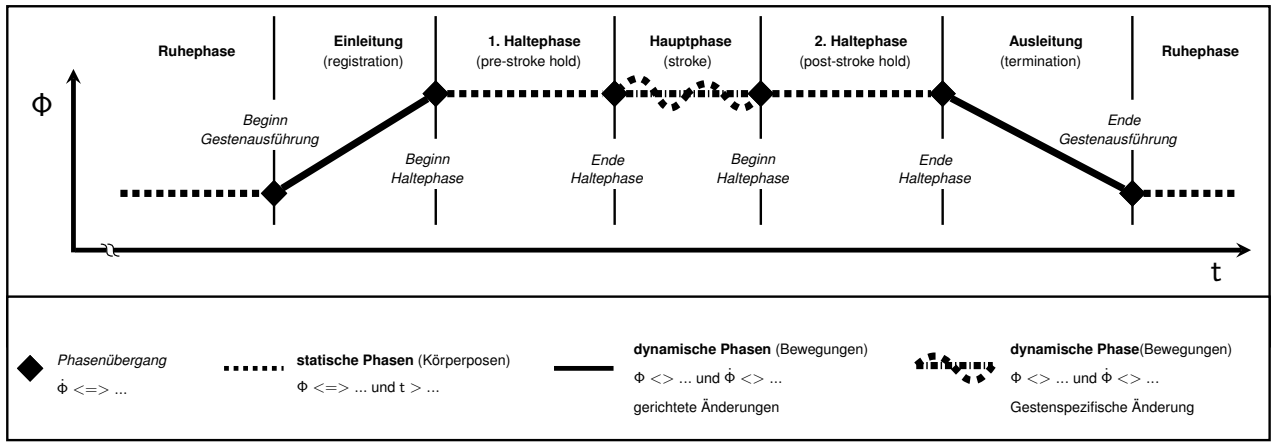 Ruhephase
Einleitung
(registration)
1. Haltephase
(pre-stroke hold)
Hauptphase
(stroke)
2. Haltephase
(post-stroke hold)
Ausleitung
(termination)
Ruhephase
Φ
Beginn
Gestenausführung
Beginn
Haltephase
Ende
Haltephase
Beginn
Haltephase
Ende
Haltephase
Ende
Gestenausführung
t
Phasenübergang
Φ̇ <=> ...
statische Phasen (Körperposen)
Φ <=> ... und t > ...
dynamische Phasen (Bewegungen)
Φ <> ... und Φ̇ <> ...
gerichtete Änderungen
dynamische Phase(Bewegungen)
Φ <> ... und Φ̇ <> ...
Gestenspezifische Änderung